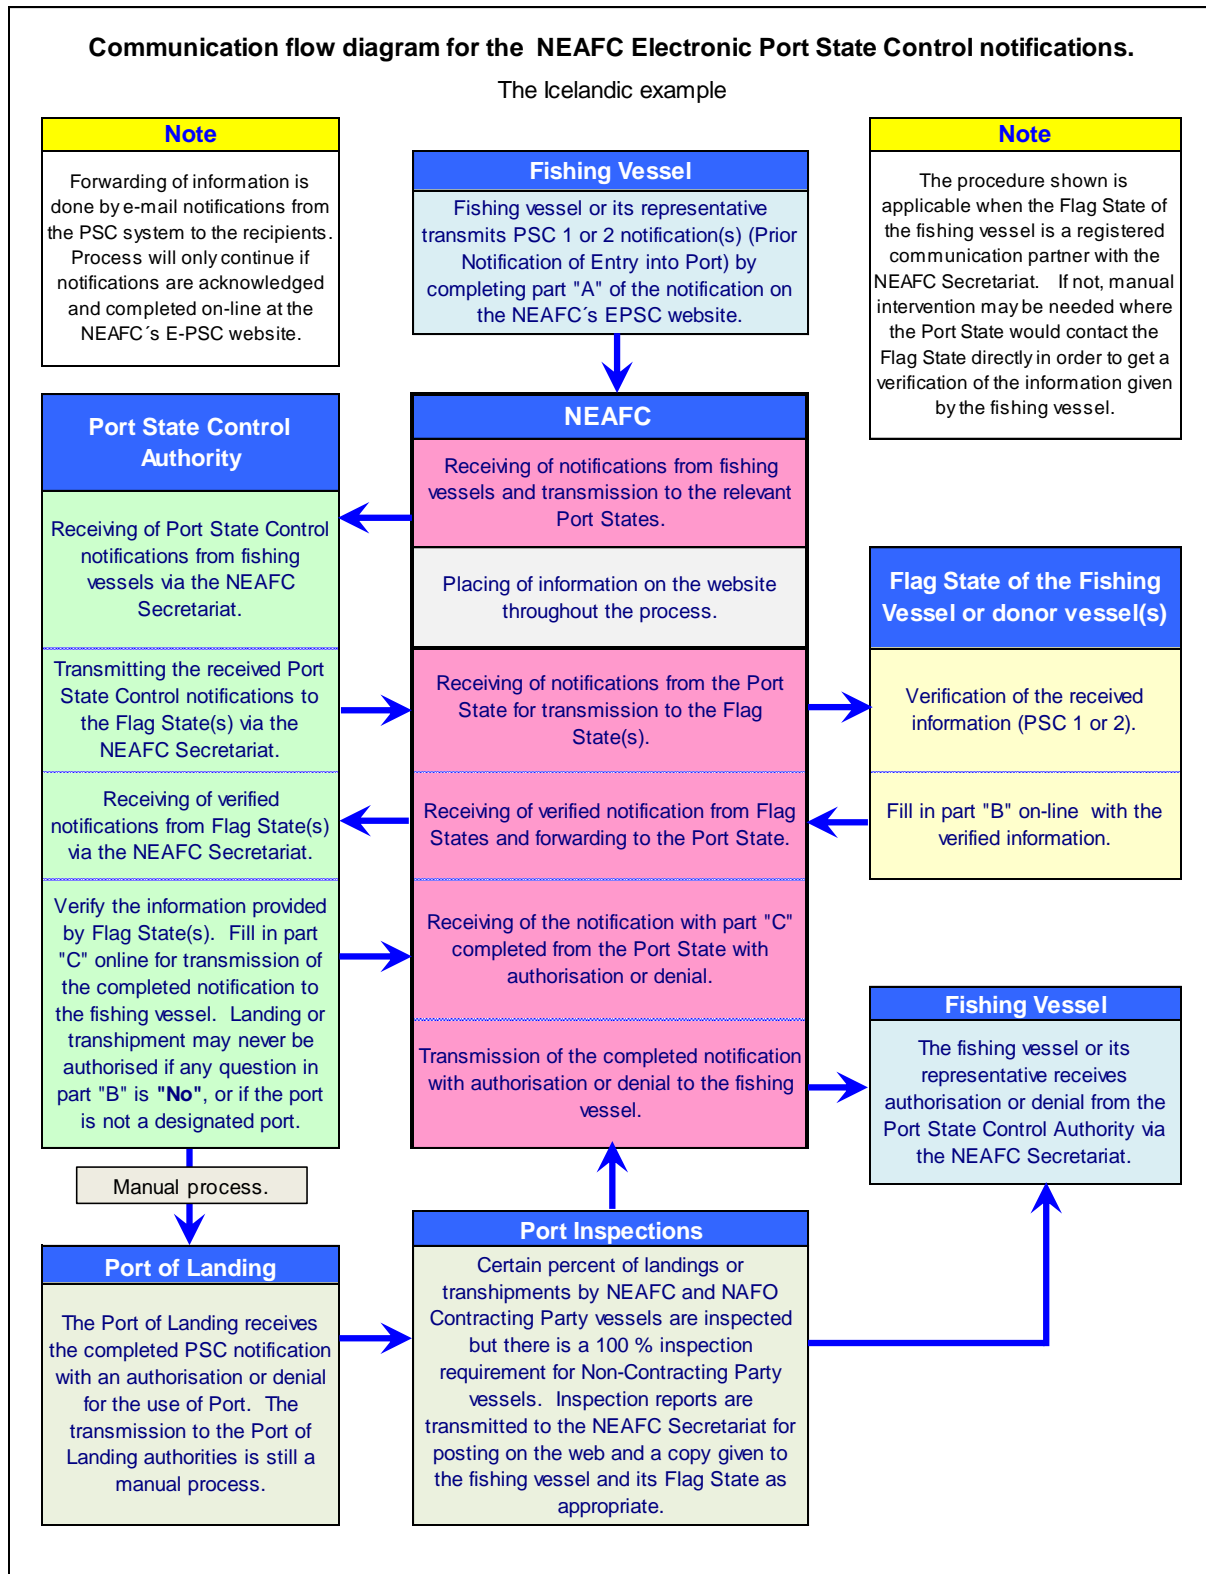 Communication flow diagram for the NEAFC Electronic Port State Control notifications.
The Icelandic example
Note
Forwarding of information is
done by e-mail notifications from
the PSC system to the recipients.
Process will only continue if
notifications are acknowledged
and completed on-line at the
NEAFC´s E-PSC website.
Fishing Vessel
Fishing vessel or its representative
transmits PSC 1 or 2 notification(s) (Prior
Notification of Entry into Port) by
completing part "A" of the notification on
the NEAFC´s EPSC website.
Note
The procedure shown is
applicable when the Flag State of
the fishing vessel is a registered
communication partner with the
NEAFC Secretariat. If not, manual
intervention may be needed where
the Port State would contact the
Flag State directly in order to get a
verification of the information given
by the fishing vessel.
Port State Control
Authority
Receiving of Port State Control
notifications from fishing
vessels via the NEAFC
Secretariat.
Transmitting the received Port
State Control notifications to
the Flag State(s) via the
NEAFC Secretariat.
Receiving of verified
notifications from Flag State(s)
via the NEAFC Secretariat.
Verify the information provided
by Flag State(s). Fill in part
"C" online for transmission of
the completed notification to
the fishing vessel. Landing or
transhipment may never be
authorised if any question in
part "B" is "No", or if the port
is not a designated port.
NEAFC
Receiving of notifications from fishing
vessels and transmission to the relevant
Port States.
Placing of information on the website
throughout the process.
Receiving of notifications from the Port
State for transmission to the Flag
State(s).
Receiving of verified notification from Flag
States and forwarding to the Port State.
Receiving of the notification with part "C"
completed from the Port State with
authorisation or denial.
Transmission of the completed notification
with authorisation or denial to the fishing
vessel.
Flag State of the Fishing
Vessel or donor vessel(s)
Verification of the received
information (PSC 1 or 2).
Fill in part "B" on-line with the
verified information.
Fishing Vessel
The fishing vessel or its
representative receives
authorisation or denial from the
Port State Control Authority via
the NEAFC Secretariat.
Manual process.
Port of Landing
The Port of Landing receives
the completed PSC notification
with an authorisation or denial
for the use of Port. The
transmission to the Port of
Landing authorities is still a
manual process.
Port Inspections
Certain percent of landings or
transhipments by NEAFC and NAFO
Contracting Party vessels are inspected
but there is a 100 % inspection
requirement for Non-Contracting Party
vessels. Inspection reports are
transmitted to the NEAFC Secretariat for
posting on the web and a copy given to
the fishing vessel and its Flag State as
appropriate.